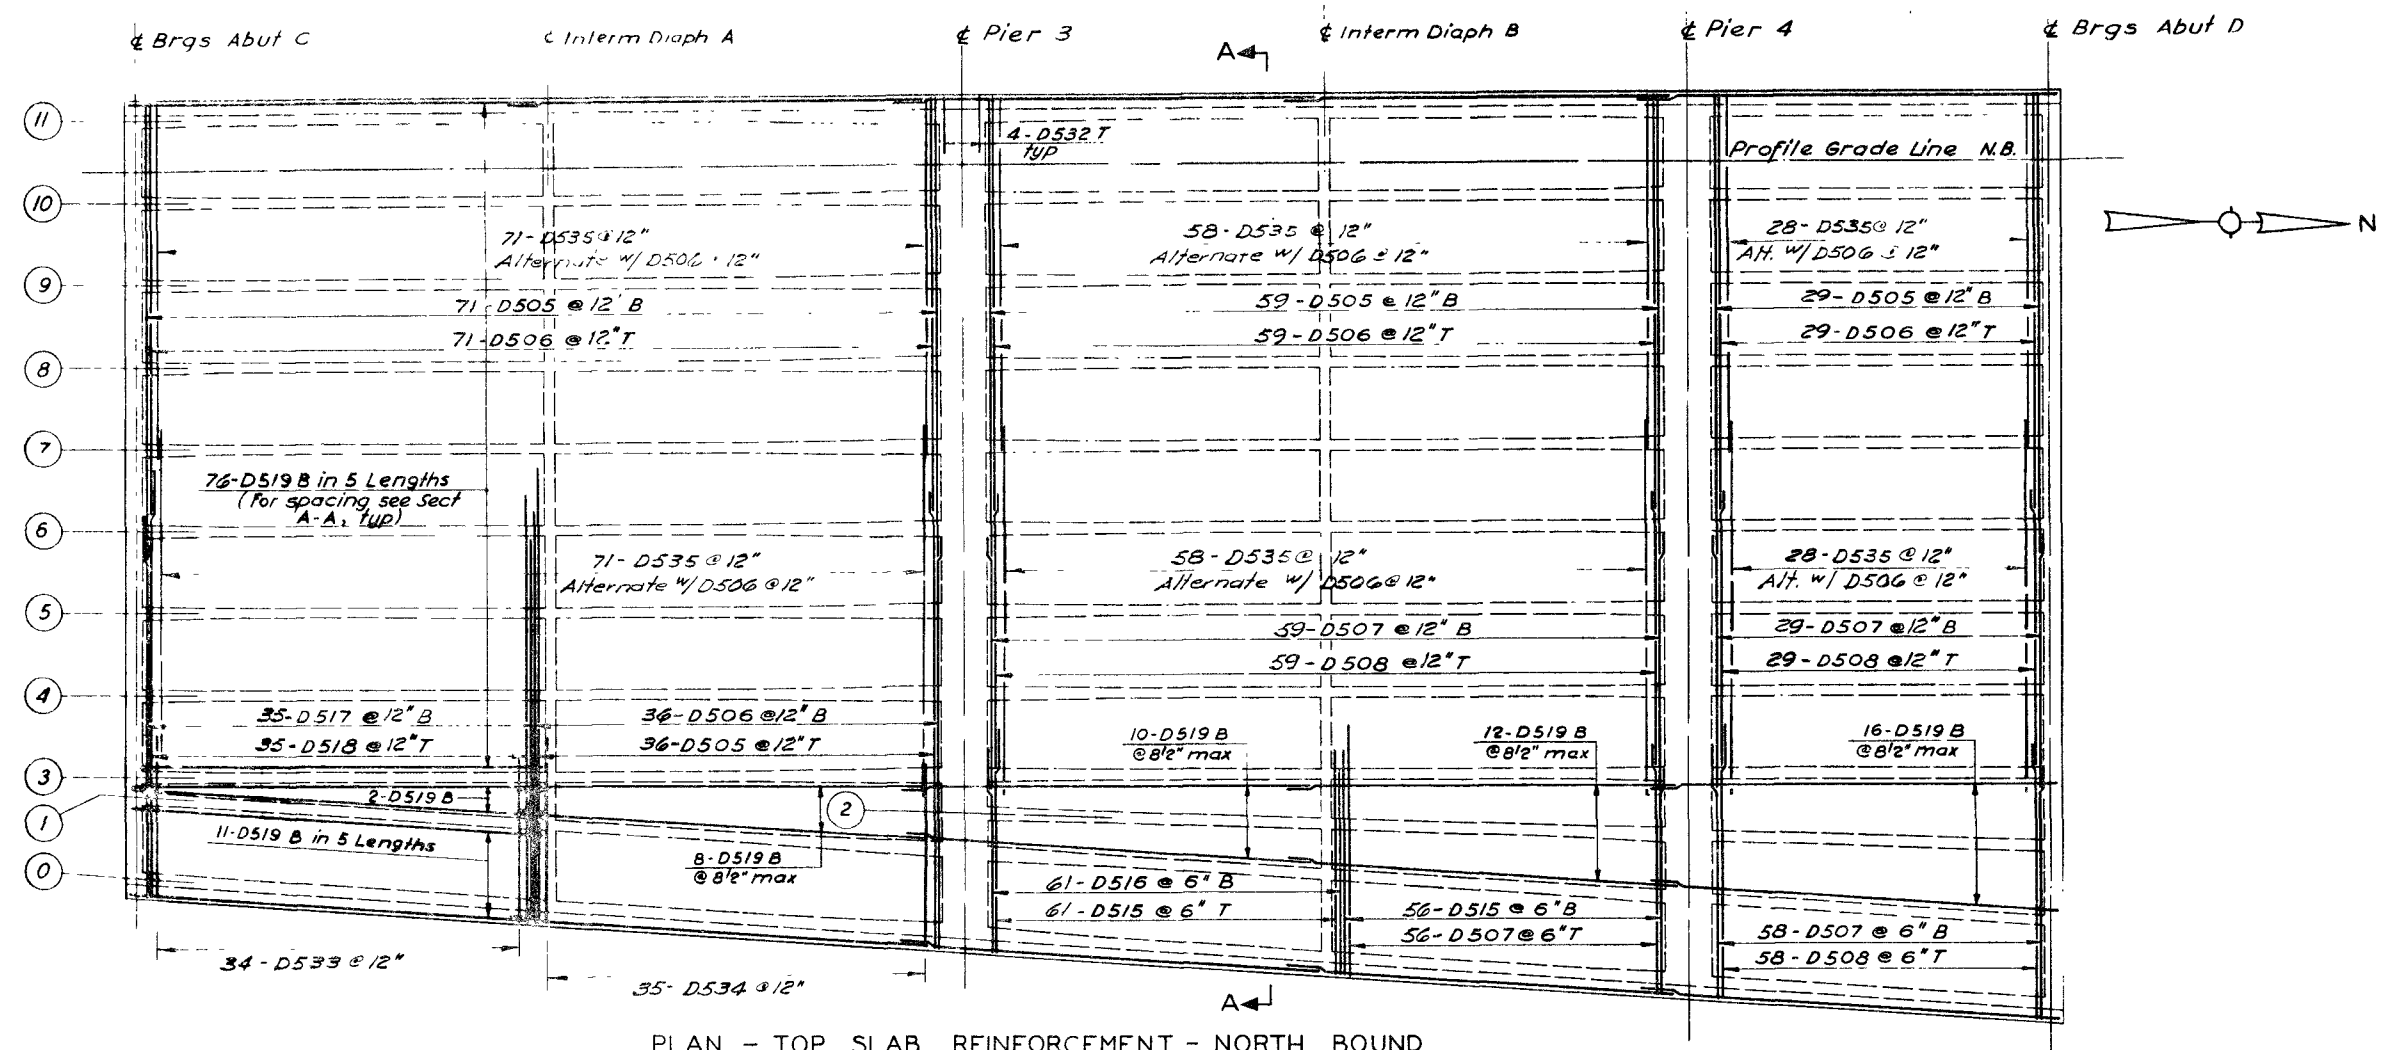 ℄ Brgs Abut C
℄ Interm Diaph A
℄ Pier 3
A
℄ Interm Diaph B
℄ Pier 4
℄ Brgs Abut D
11
4-D532 T
typ
Profile Grade Line N.B.
10
71-D535 @ 12"
Alternate w/ D506 @ 12"
58-D535 @ 12"
Alternate w/ D506 @ 12"
28-D535 @ 12"
Alt. w/ D506 @ 12"
N
9
71-D505 @ 12" B
59-D505 @ 12" B
29-D505 @ 12" B
71-D506 @ 12" T
59-D506 @ 12" T
29-D506 @ 12" T
8
7
76-D519 B in 5 Lengths
(For spacing see Sect
A-A, typ)
6
71-D535 @ 12"
Alternate w/ D506 @ 12"
58-D535 @ 12"
Alternate w/ D506 @ 12"
28-D535 @ 12"
Alt. w/ D506 @ 12"
5
59-D507 @ 12" B
29-D507 @ 12" B
59-D508 @ 12" T
29-D508 @ 12" T
4
35-D517 @ 12" B
36-D506 @ 12" B
35-D518 @ 12" T
36-D505 @ 12" T
10-D519 B
@ 8½" max
12-D519 B
@ 8½" max
16-D519 B
@ 8½" max
3
2-D519 B
2
1
11-D519 B in 5 Lengths
8-D519 B
@ 8½" max
0
61-D516 @ 6" B
61-D515 @ 6" T
56-D515 @ 6" B
56-D507 @ 6" T
58-D507 @ 6" B
58-D508 @ 6" T
34-D533 @ 12"
35-D534 @ 12"
A
PLAN - TOP SLAB REINFORCEMENT - NORTH BOUND